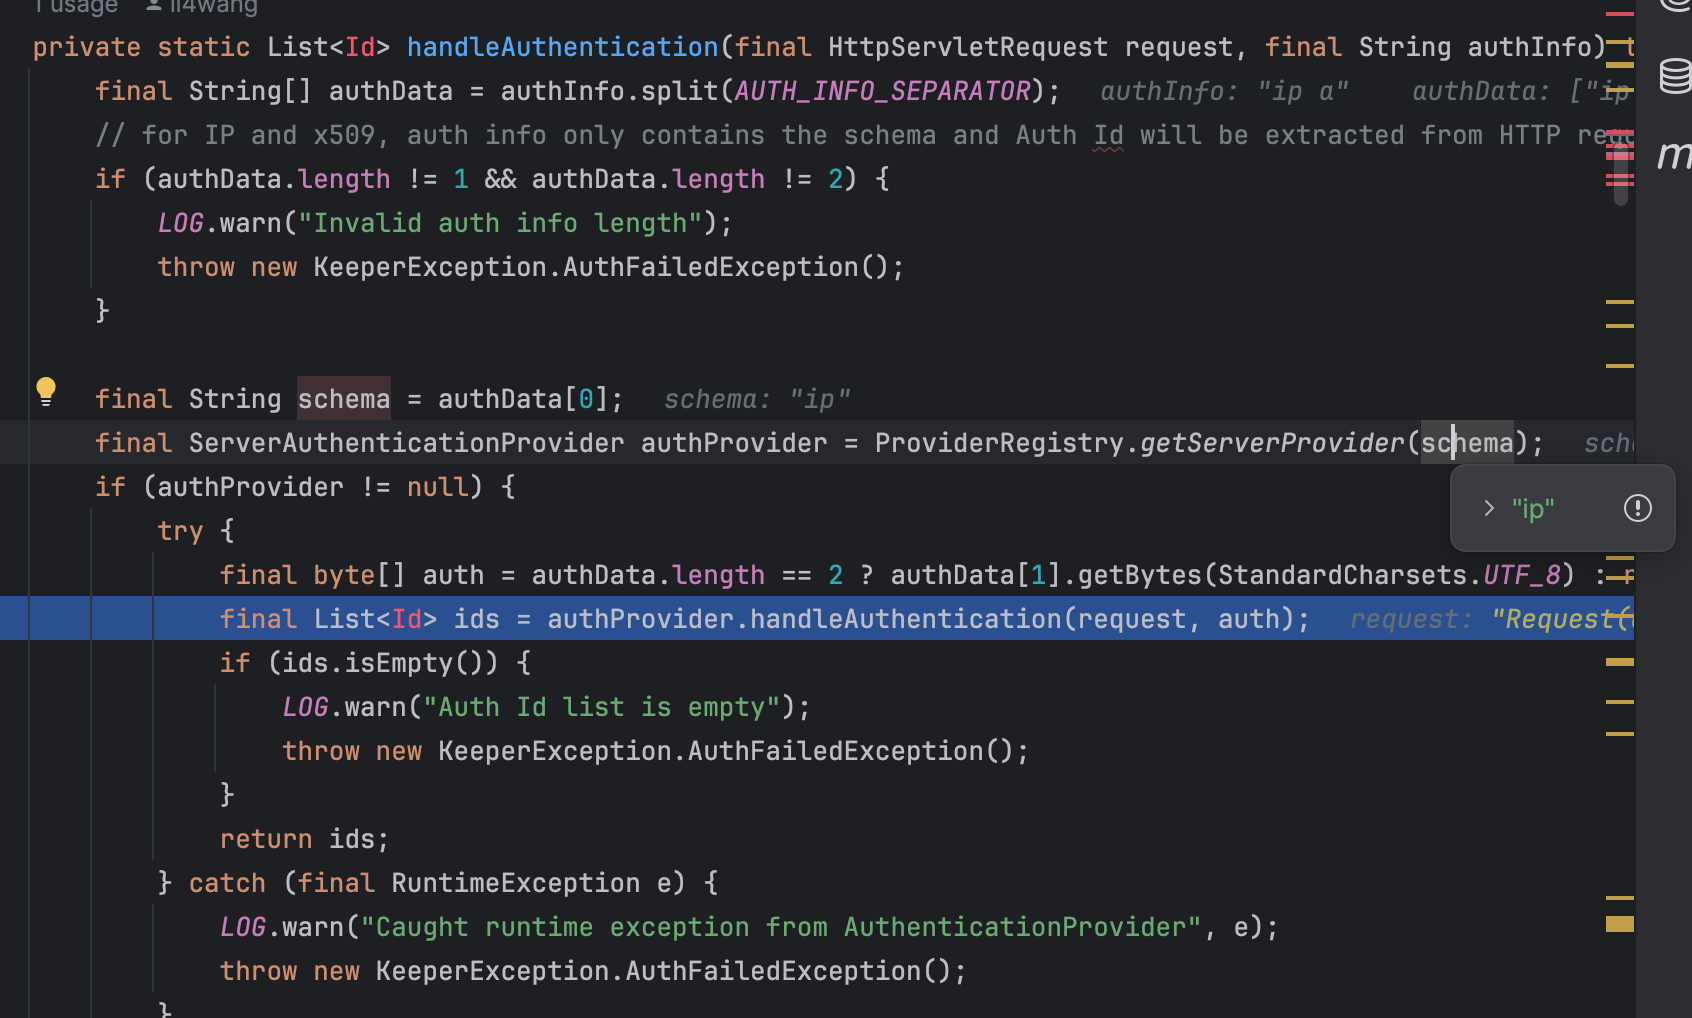 1 usage li4wang
private static List<Id> handleAuthentication(final HttpServletRequest request, final String authInfo) t
final String[] authData = authInfo.split(AUTH_INFO_SEPARATOR); authInfo: "ip a" authData: ["ip
// for IP and x509, auth info only contains the schema and Auth Id will be extracted from HTTP requ
if (authData.length != 1 && authData.length != 2) {
LOG.warn("Invalid auth info length");
throw new KeeperException.AuthFailedException();
}
final String schema = authData[0]; schema: "ip"
final ServerAuthenticationProvider authProvider = ProviderRegistry.getServerProvider(schema); sche
if (authProvider != null) {
"ip"
try {
final byte[] auth = authData.length == 2 ? authData[1].getBytes(StandardCharsets.UTF_8) : n
final List<Id> ids = authProvider.handleAuthentication(request, auth); request: "Request(
if (ids.isEmpty()) {
LOG.warn("Auth Id list is empty");
throw new KeeperException.AuthFailedException();
}
return ids;
} catch (final RuntimeException e) {
LOG.warn("Caught runtime exception from AuthenticationProvider", e);
throw new KeeperException.AuthFailedException();
}